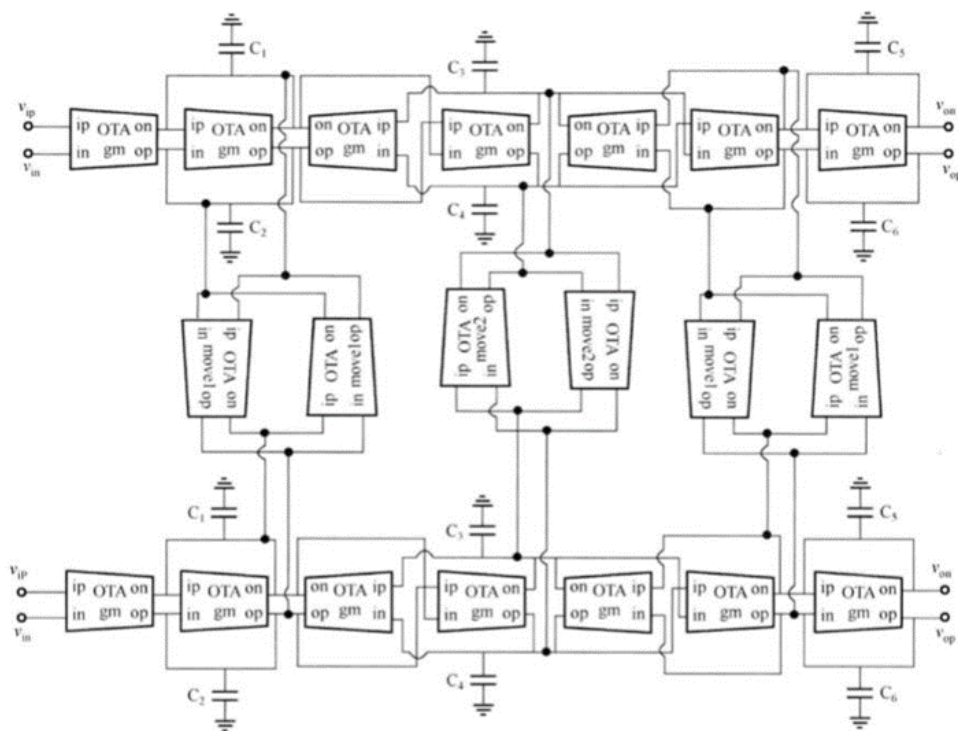 C1
C3
C5
vip
ip OTA on
ip OTA on
on OTA ip
ip OTA on
on OTA ip
ip OTA on
ip OTA on
von
vin
in gm op
in gm op
op gm in
in gm op
op gm in
in gm op
in gm op
vop
C2
C4
C6
ip OTA on
in move1op
op move1 in
on OTA ip
op move2 in
on OTA ip
ip OTA on
in move2op
ip OTA on
in move1op
op move1 in
on OTA ip
C1
C3
C5
viP
ip OTA on
ip OTA on
on OTA ip
ip OTA on
on OTA ip
ip OTA on
ip OTA on
von
vin
in gm op
in gm op
op gm in
in gm op
op gm in
in gm op
in gm op
vop
C2
C4
C6